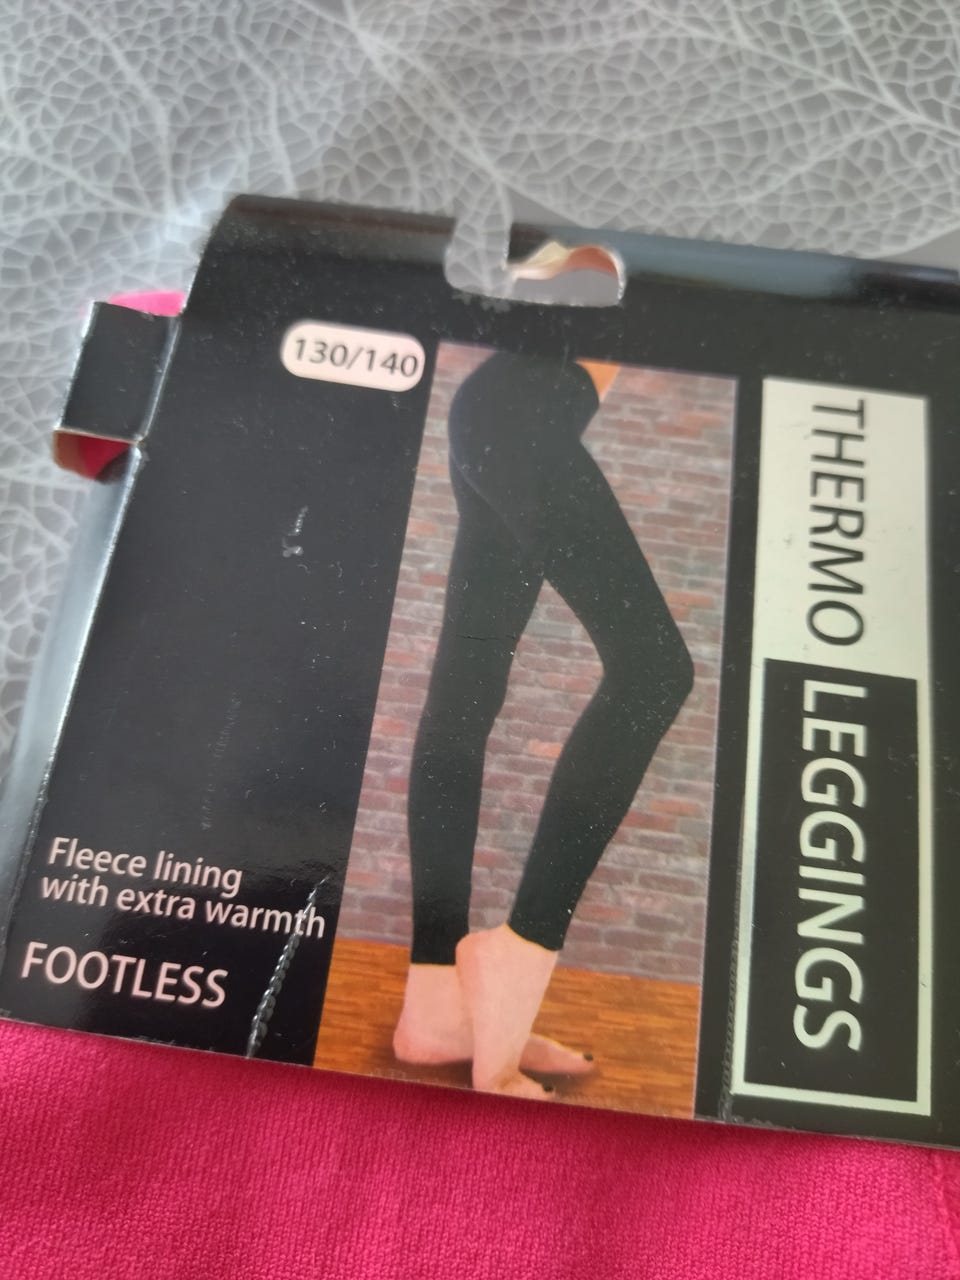 130/140
THERMO LEGGINGS
Fleece lining
with extra warmth
FOOTLESS